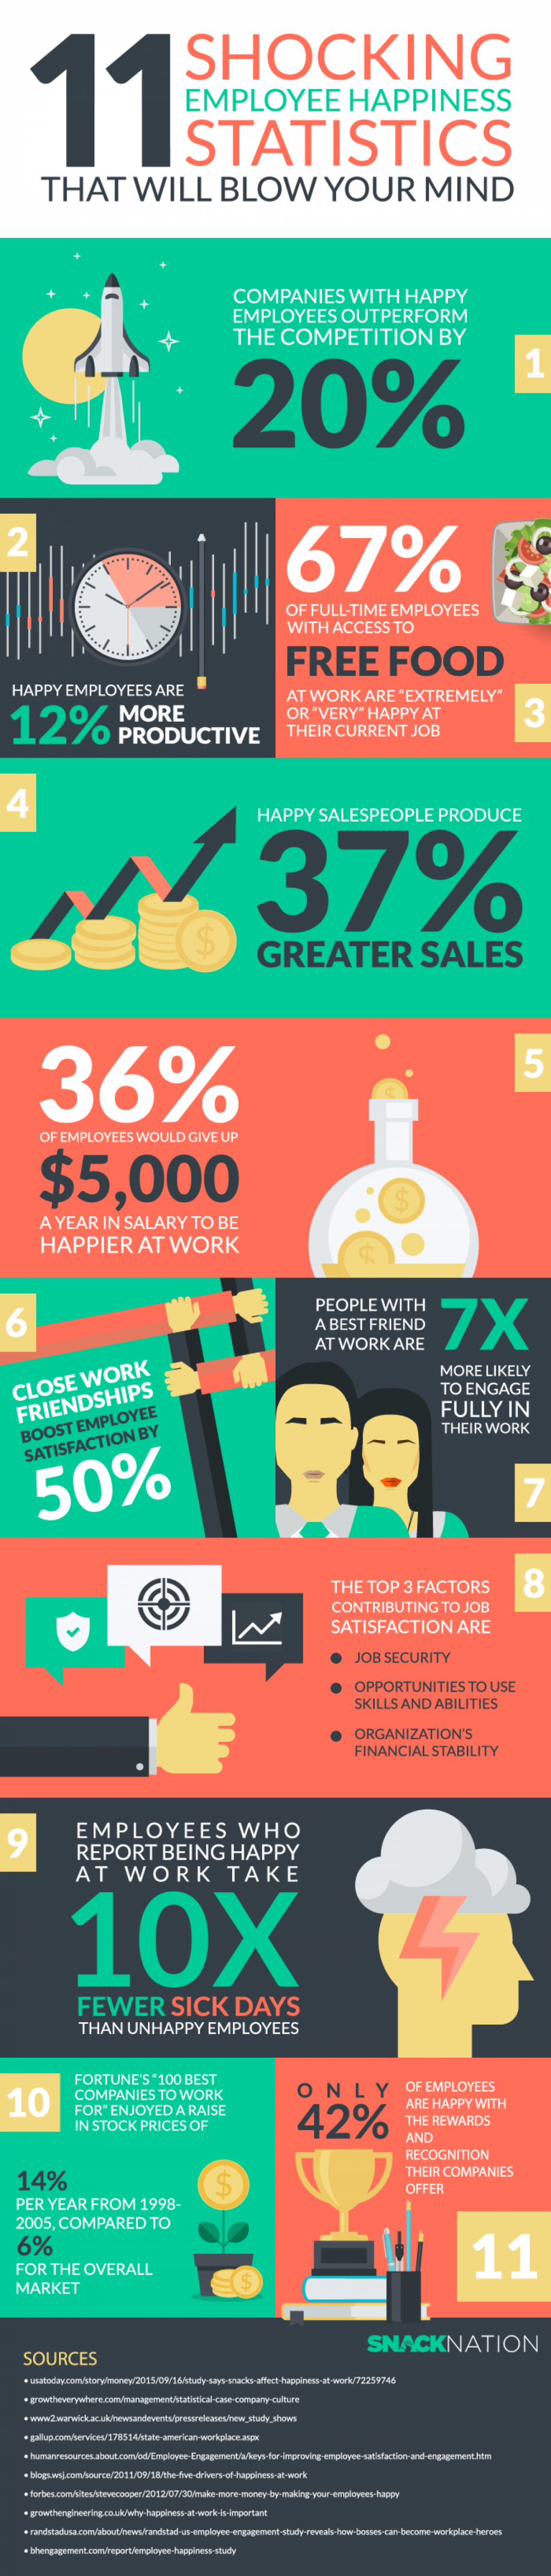 11
SHOCKING
EMPLOYEE HAPPINESS
STATISTICS
THAT WILL BLOW YOUR MIND
COMPANIES WITH HAPPY
EMPLOYEES OUTPERFORM
THE COMPETITION BY
20%
1
2
HAPPY EMPLOYEES ARE
12% MORE
PRODUCTIVE
67%
OF FULL-TIME EMPLOYEES
WITH ACCESS TO
FREE FOOD
AT WORK ARE "EXTREMELY"
OR "VERY" HAPPY AT
THEIR CURRENT JOB
3
4
HAPPY SALESPEOPLE PRODUCE
37%
GREATER SALES
$
36%
OF EMPLOYEES WOULD GIVE UP
$5,000
A YEAR IN SALARY TO BE
HAPPIER AT WORK
5
$
$
$
6
CLOSE WORK
FRIENDSHIPS
BOOST EMPLOYEE
SATISFACTION BY
50%
PEOPLE WITH
A BEST FRIEND
AT WORK ARE
7X
MORE LIKELY
TO ENGAGE
FULLY IN
THEIR WORK
7
8
THE TOP 3 FACTORS
CONTRIBUTING TO JOB
SATISFACTION ARE
● JOB SECURITY
● OPPORTUNITIES TO USE
SKILLS AND ABILITIES
● ORGANIZATION'S
FINANCIAL STABILITY
9
EMPLOYEES WHO
REPORT BEING HAPPY
AT WORK TAKE
10X
FEWER SICK DAYS
THAN UNHAPPY EMPLOYEES
10
FORTUNE'S "100 BEST
COMPANIES TO WORK
FOR" ENJOYED A RAISE
IN STOCK PRICES OF
14%
PER YEAR FROM 1998-
2005, COMPARED TO
6%
FOR THE OVERALL
MARKET
$
$
ONLY
42%
OF EMPLOYEES
ARE HAPPY WITH
THE REWARDS
AND
RECOGNITION
THEIR COMPANIES
OFFER
11
SNACKNATION
SOURCES
• usatoday.com/story/money/2015/09/16/study-says-snacks-affect-happiness-at-work/72259746
• growtheverywhere.com/management/statistical-case-company-culture
• www2.warwick.ac.uk/newsandevents/pressreleases/new_study_shows
• gallup.com/services/178514/state-american-workplace.aspx
• humanresources.about.com/od/Employee-Engagement/a/keys-for-improving-employee-satisfaction-and-engagement.htm
• blogs.wsj.com/source/2011/09/18/the-five-drivers-of-happiness-at-work
• forbes.com/sites/stevecooper/2012/07/30/make-more-money-by-making-your-employees-happy
• growthengineering.co.uk/why-happiness-at-work-is-important
• randstadusa.com/about/news/randstad-us-employee-engagement-study-reveals-how-bosses-can-become-workplace-heroes
• bhengagement.com/report/employee-happiness-study